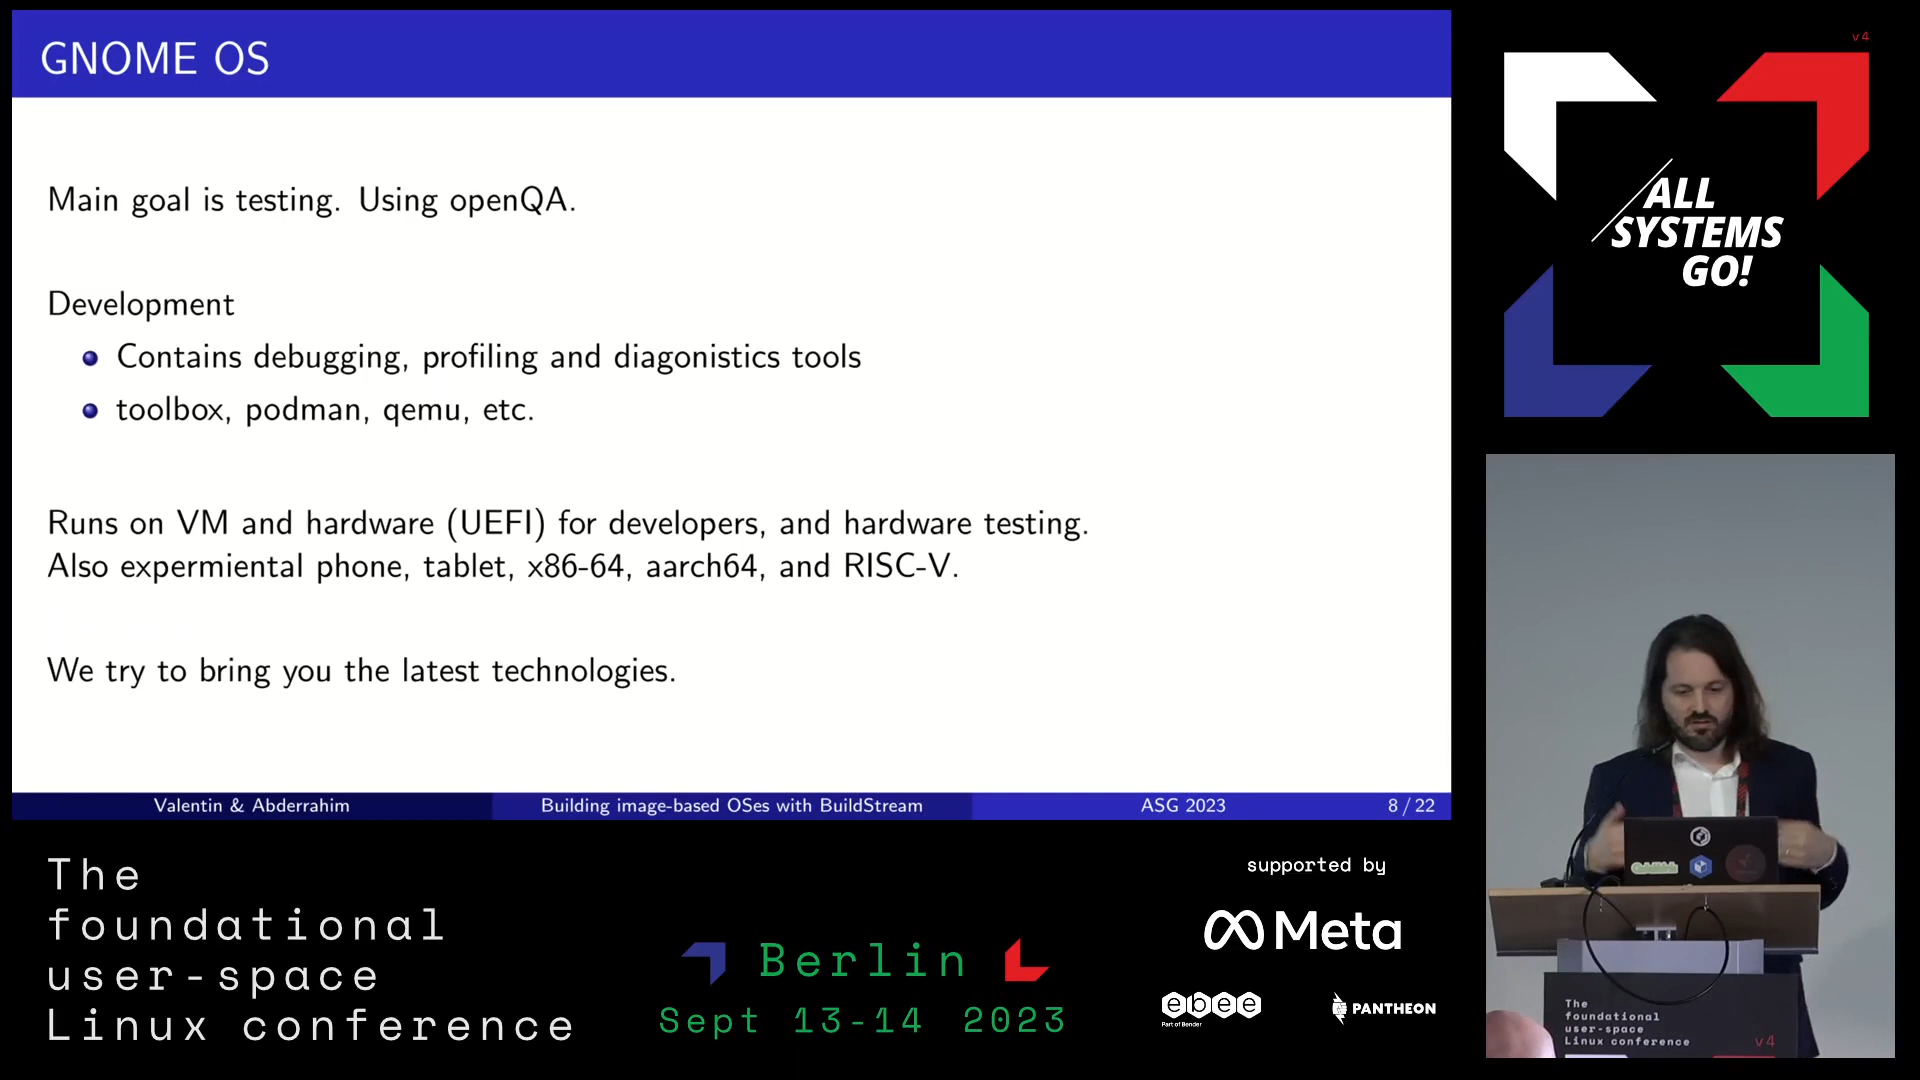 GNOME OS
Main goal is testing. Using openQA.
Development
Contains debugging, profiling and diagonistics tools
toolbox, podman, qemu, etc.
Runs on VM and hardware (UEFI) for developers, and hardware testing.
Also expermiental phone, tablet, x86-64, aarch64, and RISC-V.
We try to bring you the latest technologies.
Valentin & Abderrahim
Building image-based OSes with BuildStream
ASG 2023
8 / 22
v4
ALL
SYSTEMS
GO!
The
foundational
user-space
Linux conference
Berlin
Sept 13-14 2023
supported by
Meta
ebee
Part of Bender
PANTHEON
The
foundational
user-space
Linux conference
v4